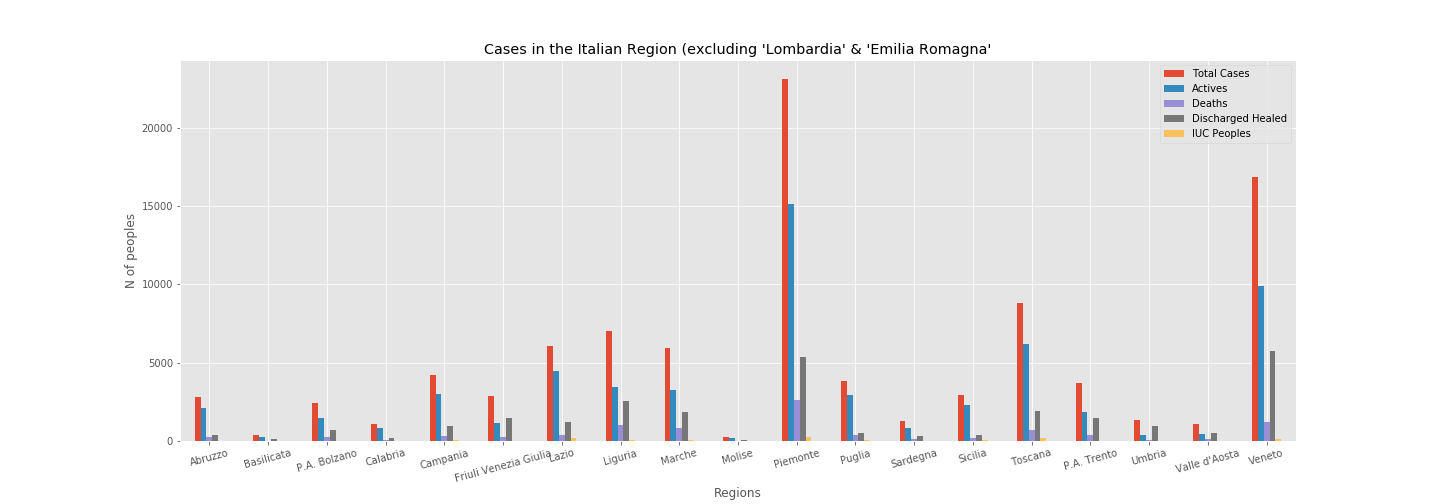 Cases in the Italian Region (excluding 'Lombardia' & 'Emilia Romagna'
Total Cases
Actives
Deaths
Discharged Healed
IUC Peoples
N of peoples
20000
15000
10000
5000
0
Abruzzo
Basilicata
P.A. Bolzano
Calabria
Campania
Friuli Venezia Giulia
Lazio
Liguria
Marche
Molise
Piemonte
Puglia
Sardegna
Sicilia
Toscana
P.A. Trento
Umbria
Valle d'Aosta
Veneto
Regions